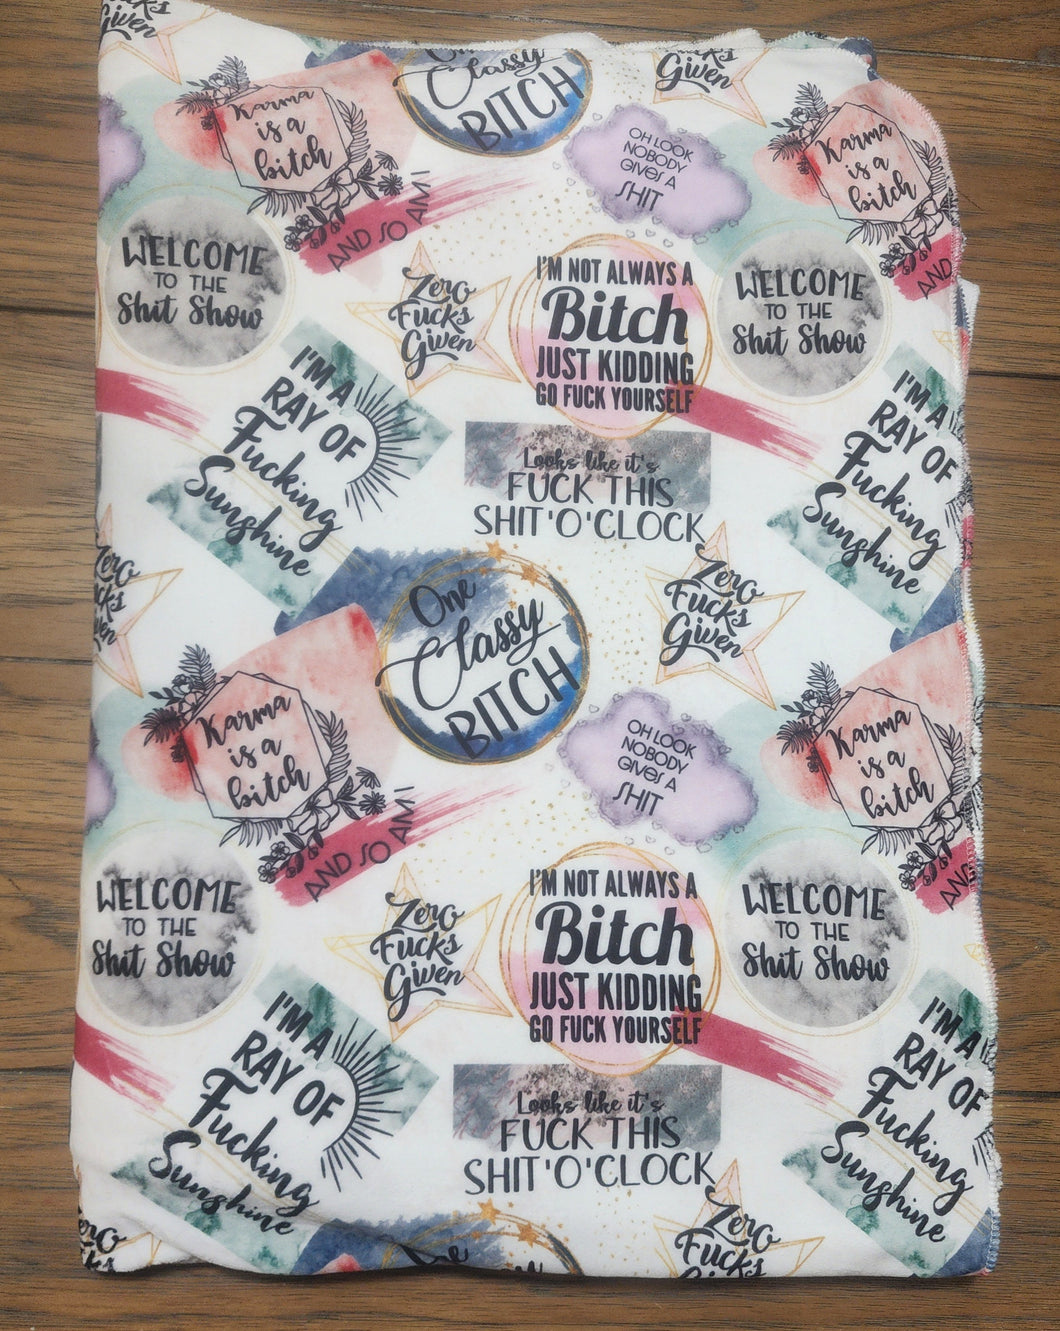 Fucks
Given
One
Classy
BITCH
Given
Karma
is a
bitch
AND SO AM I
OH LOOK
NOBODY
GIVES A
SHIT
Karma
is a
bitch
AND
WELCOME
TO THE
Shit Show
Zero
Fucks
Given
I'M NOT ALWAYS A
Bitch
JUST KIDDING
GO FUCK YOURSELF
WELCOME
TO THE
Shit Show
I'M A
RAY OF
Fucking
Sunshine
Looks like it's
FUCK THIS
SHIT'O'CLOCK
I'M A
RAY OF
Fucking
Sunshine
One
Classy
BITCH
Zero
Fucks
Given
Karma
is a
bitch
AND SO AM I
OH LOOK
NOBODY
GIVES A
SHIT
Karma
is a
bitch
AND
WELCOME
TO THE
Shit Show
Zero
Fucks
Given
I'M NOT ALWAYS A
Bitch
JUST KIDDING
GO FUCK YOURSELF
WELCOME
TO THE
Shit Show
I'M A
RAY OF
Fucking
Sunshine
Looks like it's
FUCK THIS
SHIT'O'CLOCK
I'M A
RAY OF
Fucking
Sunshine
One
Zero
Fucks
Given